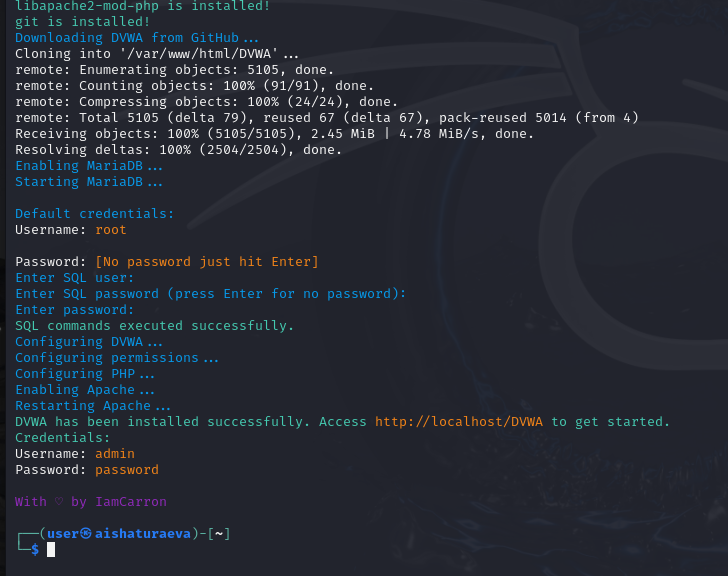 libapache2-mod-php is installed!
git is installed!
Downloading DVWA from GitHub...
Cloning into '/var/www/html/DVWA'...
remote: Enumerating objects: 5105, done.
remote: Counting objects: 100% (91/91), done.
remote: Compressing objects: 100% (24/24), done.
remote: Total 5105 (delta 79), reused 67 (delta 67), pack-reused 5014 (from 4)
Receiving objects: 100% (5105/5105), 2.45 MiB | 4.78 MiB/s, done.
Resolving deltas: 100% (2504/2504), done.
Enabling MariaDB...
Starting MariaDB...
Default credentials:
Username: root
Password: [No password just hit Enter]
Enter SQL user:
Enter SQL password (press Enter for no password):
Enter password:
SQL commands executed successfully.
Configuring DVWA...
Configuring permissions...
Configuring PHP...
Enabling Apache...
Restarting Apache...
DVWA has been installed successfully. Access http://localhost/DVWA to get started.
Credentials:
Username: admin
Password: password
With ♡ by IamCarron
┌──(user㉿aishaturaeva)-[~]
└─$